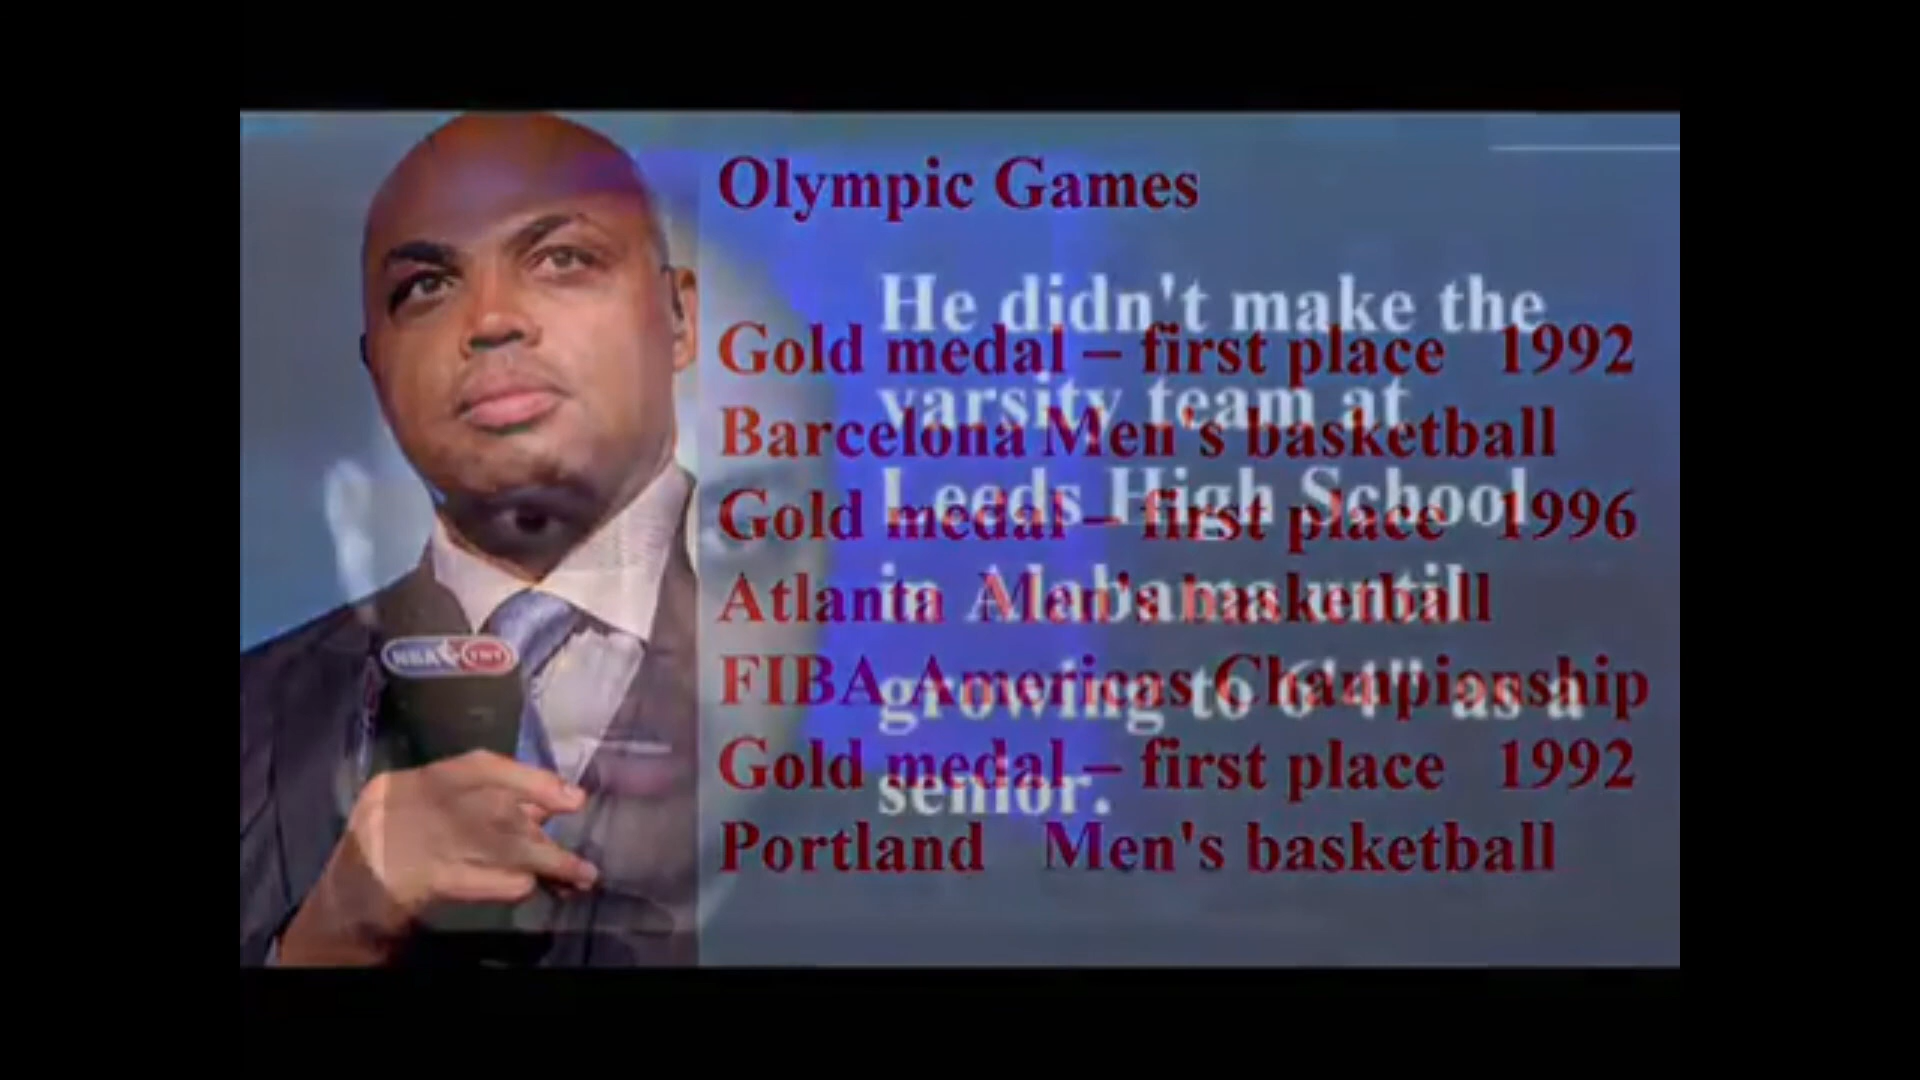 Olympic Games
Gold medal – first place 1992
Barcelona Men's basketball
Gold medal – first place 1996
Atlanta Men's basketball
FIBA Americas Championship
Gold medal – first place 1992
Portland Men's basketball
He didn't make the
varsity team at
Leeds High School
in Alabama until
growing to 6'4" as a
senior.
NBA TNT